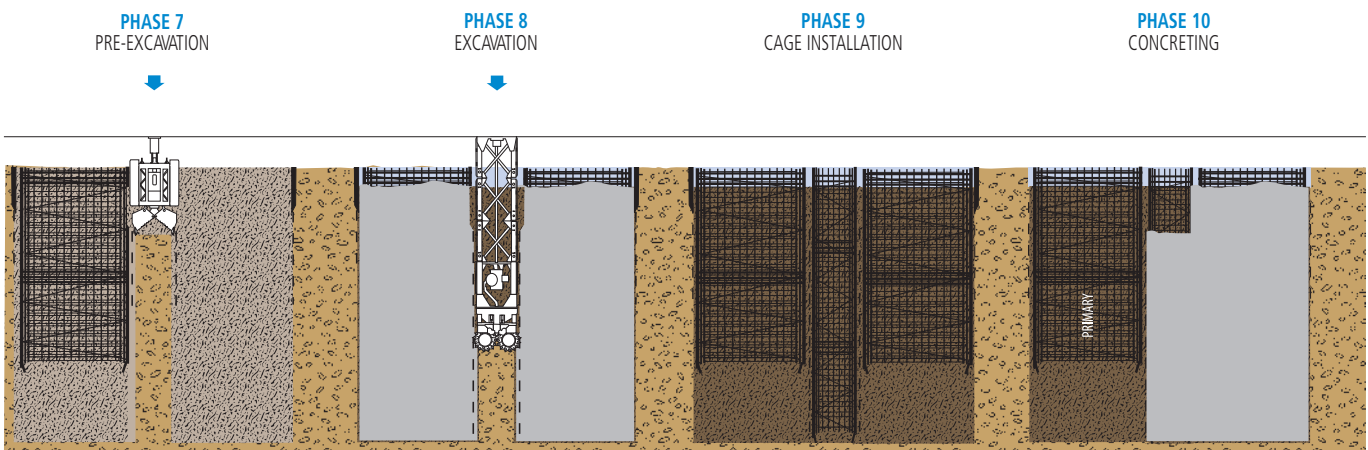 PHASE 7
PRE-EXCAVATION
PHASE 8
EXCAVATION
PHASE 9
CAGE INSTALLATION
PHASE 10
CONCRETING
PRIMARY